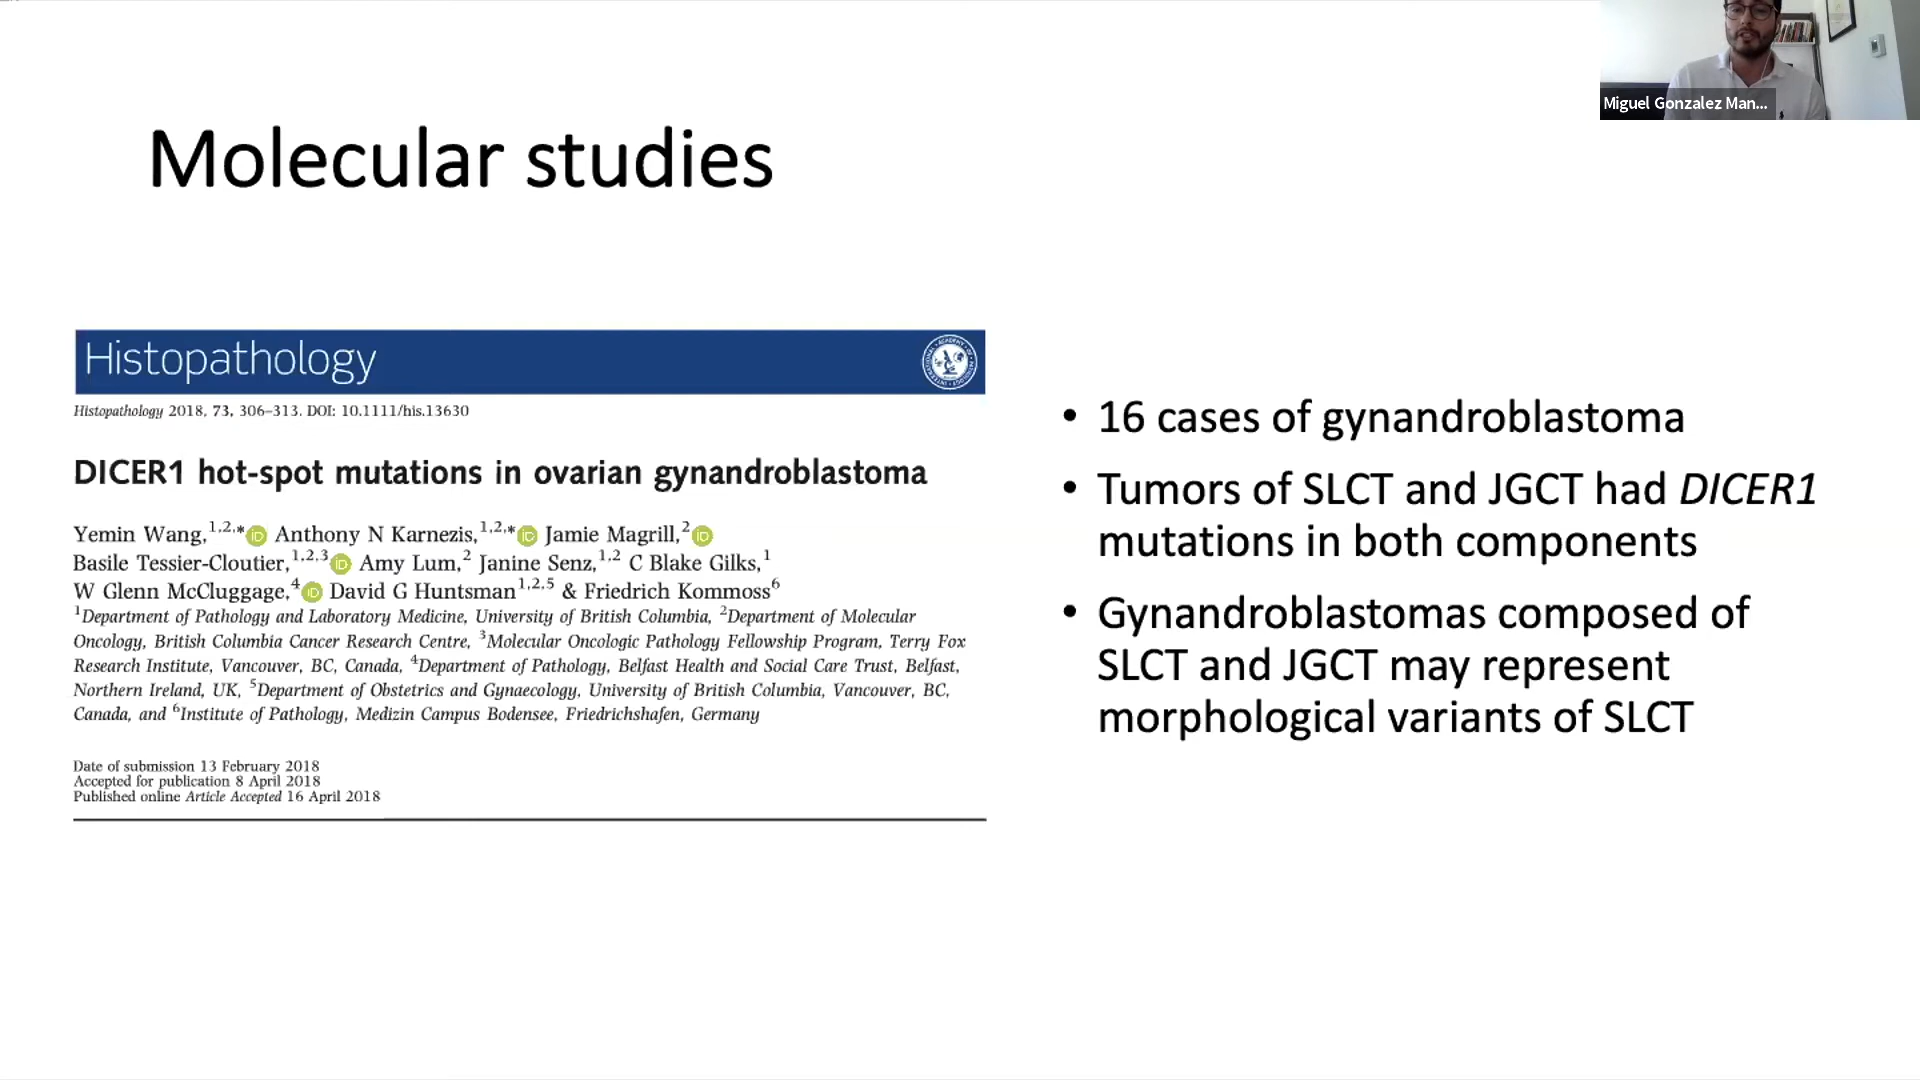 Miguel Gonzalez Man...
Molecular studies
Histopathology
Histopathology 2018, 73, 306–313. DOI: 10.1111/his.13630
DICER1 hot-spot mutations in ovarian gynandroblastoma
Yemin Wang,1,2,* iD Anthony N Karnezis,1,2,* iD Jamie Magrill,2 iD
Basile Tessier-Cloutier,1,2,3 iD Amy Lum,2 Janine Senz,1,2 C Blake Gilks,1
W Glenn McCluggage,4 iD David G Huntsman1,2,5 & Friedrich Kommoss6
1Department of Pathology and Laboratory Medicine, University of British Columbia, 2Department of Molecular
Oncology, British Columbia Cancer Research Centre, 3Molecular Oncologic Pathology Fellowship Program, Terry Fox
Research Institute, Vancouver, BC, Canada, 4Department of Pathology, Belfast Health and Social Care Trust, Belfast,
Northern Ireland, UK, 5Department of Obstetrics and Gynaecology, University of British Columbia, Vancouver, BC,
Canada, and 6Institute of Pathology, Medizin Campus Bodensee, Friedrichshafen, Germany
Date of submission 13 February 2018
Accepted for publication 8 April 2018
Published online Article Accepted 16 April 2018
• 16 cases of gynandroblastoma
• Tumors of SLCT and JGCT had DICER1
mutations in both components
• Gynandroblastomas composed of
SLCT and JGCT may represent
morphological variants of SLCT